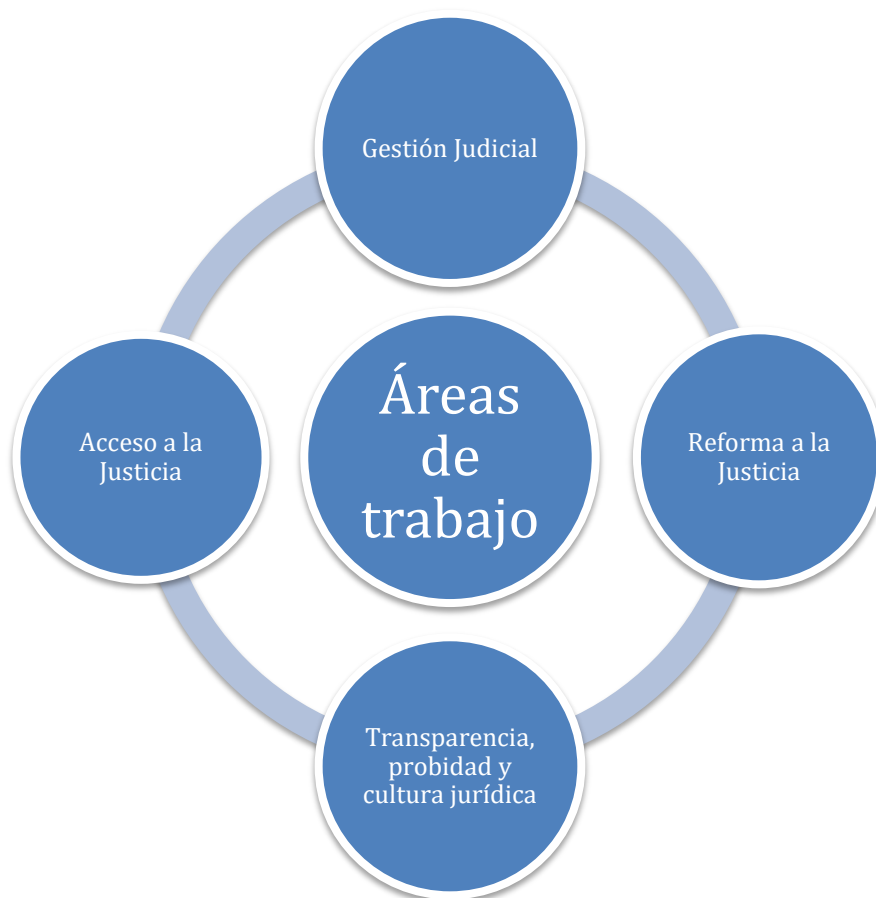 Gestión Judicial
Acceso a la
Justicia
Áreas
de
trabajo
Reforma a la
Justicia
Transparencia,
probidad y
cultura jurídica